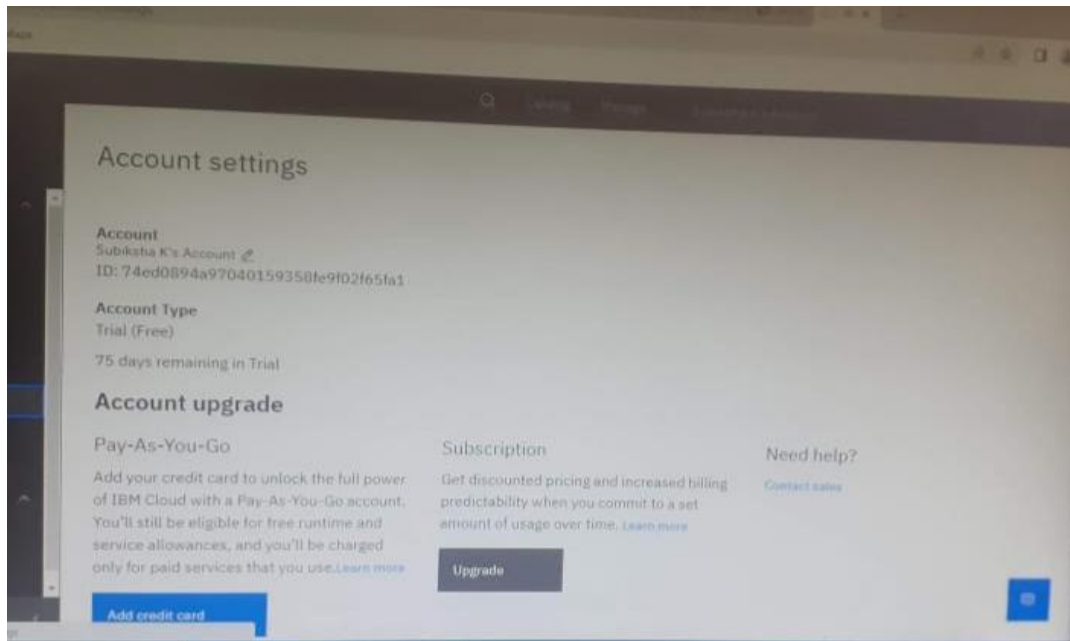 Catalog Manage
Account settings
Account
Subiksha K's Account
ID: 74ed0894a97040159358fe9f02f65fa1
Account Type
Trial (Free)
75 days remaining in Trial
Account upgrade
Pay-As-You-Go
Add your credit card to unlock the full power
of IBM Cloud with a Pay-As-You-Go account.
You'll still be eligible for free runtime and
service allowances, and you'll be charged
only for paid services that you use.Learn more
Add credit card
Subscription
Get discounted pricing and increased billing
predictability when you commit to a set
amount of usage over time. Learn more
Upgrade
Need help?
Contact sales